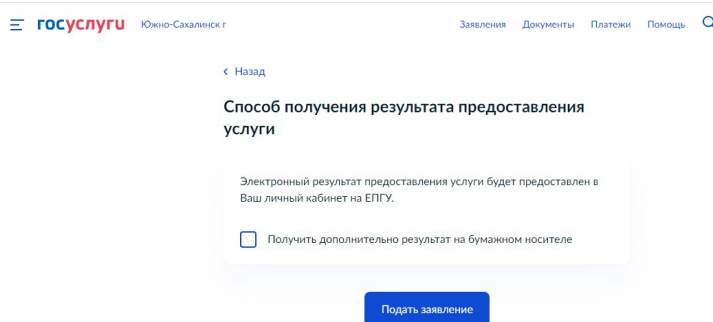 госуслуги Южно-Сахалинск г Заявления Документы Платежи Помощь
Назад
Способ получения результата предоставления
услуги
Электронный результат предоставления услуги будет предоставлен в
Ваш личный кабинет на ЕПГУ.
Получить дополнительно результат на бумажном носителе
Подать заявление